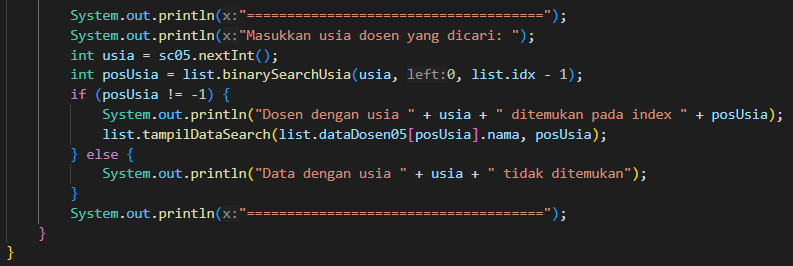 System.out.println(x:"=====================================");
System.out.println(x:"Masukkan usia dosen yang dicari: ");
int usia = sc05.nextInt();
int posUsia = list.binarySearchUsia(usia, left:0, list.idx - 1);
if (posUsia != -1) {
System.out.println("Dosen dengan usia " + usia + " ditemukan pada index " + posUsia);
list.tampilDataSearch(list.dataDosen05[posUsia].nama, posUsia);
} else {
System.out.println("Data dengan usia " + usia + " tidak ditemukan");
}
System.out.println(x:"=====================================");
}
}